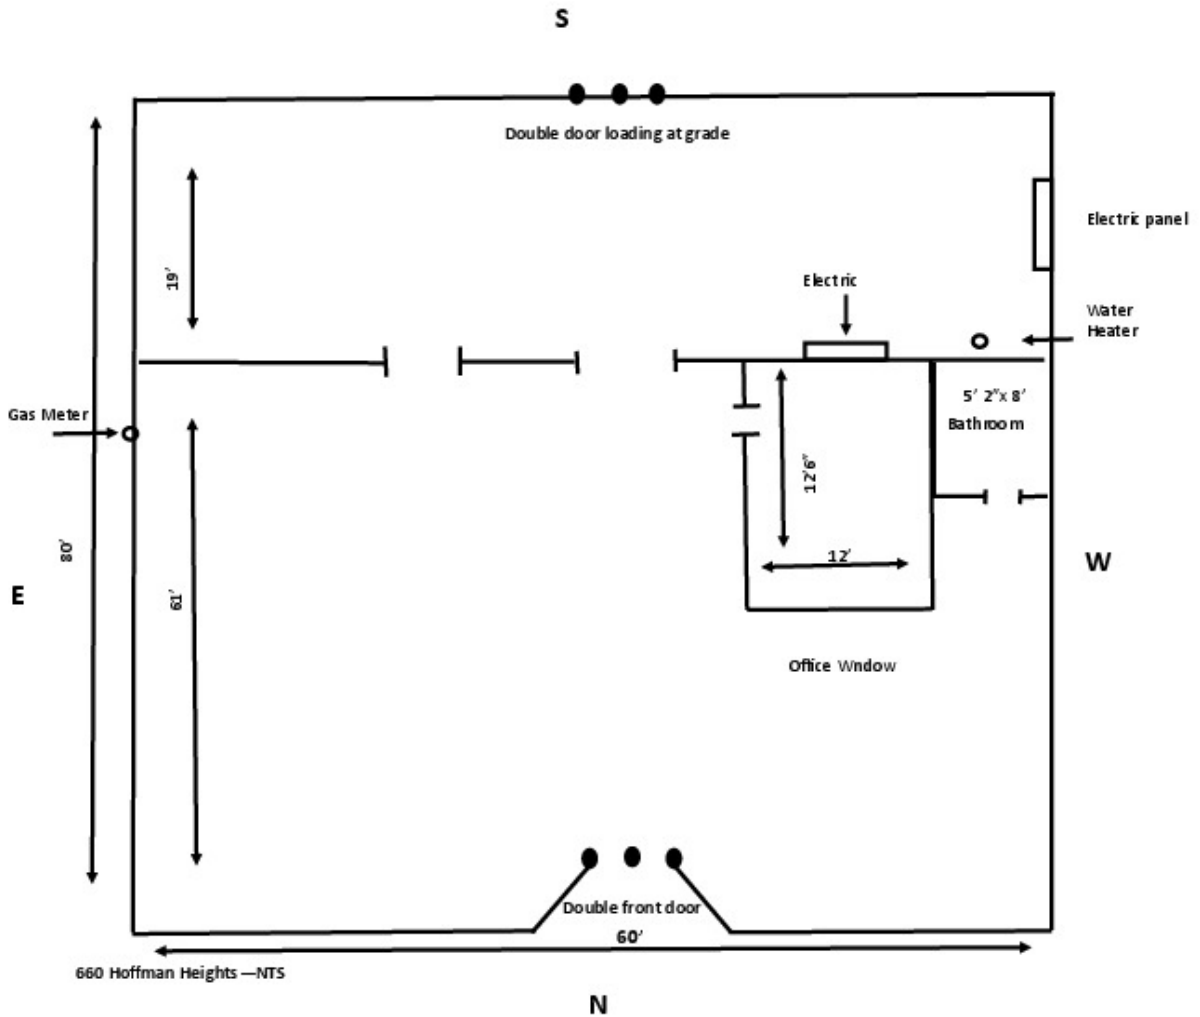 S
Double door loading at grade
Electric panel
19'
Electric
Water
Heater
Gas Meter
5' 2"x 8'
Bathroom
12'6"
80'
12'
W
E
61'
Office Wndow
Double front door
60'
660 Hoffman Heights —NTS
N